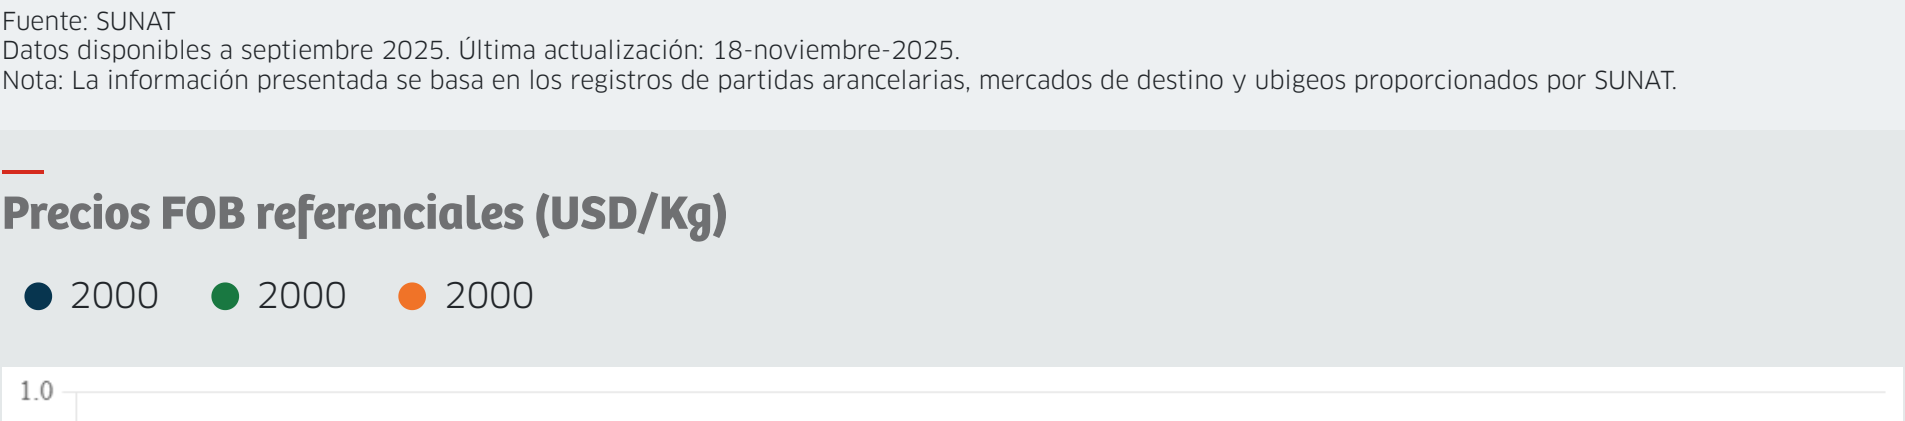 Fuente: SUNAT
Datos disponibles a septiembre 2025. Última actualización: 18-noviembre-2025.
Nota: La información presentada se basa en los registros de partidas arancelarias, mercados de destino y ubigeos proporcionados por SUNAT.
Precios FOB referenciales (USD/Kg)
2000 2000 2000
1.0